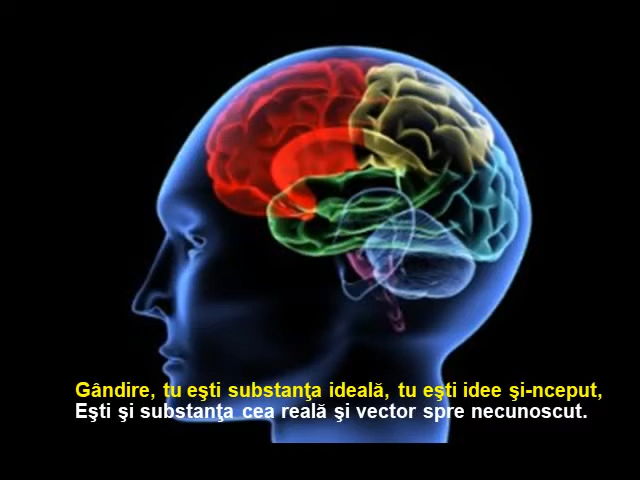 Gândire, tu eşti substanţa ideală, tu eşti idee şi-nceput,
Eşti şi substanţa cea reală şi vector spre necunoscut.